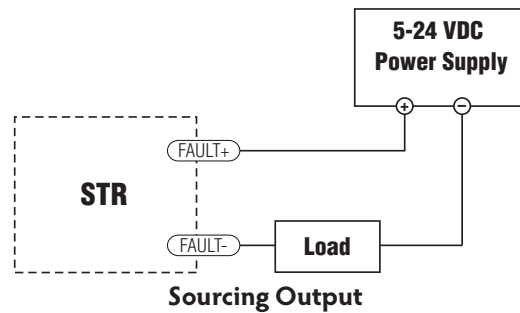 5-24 VDC
Power Supply
+
−
FAULT+
STR
FAULT-
Load
Sourcing Output